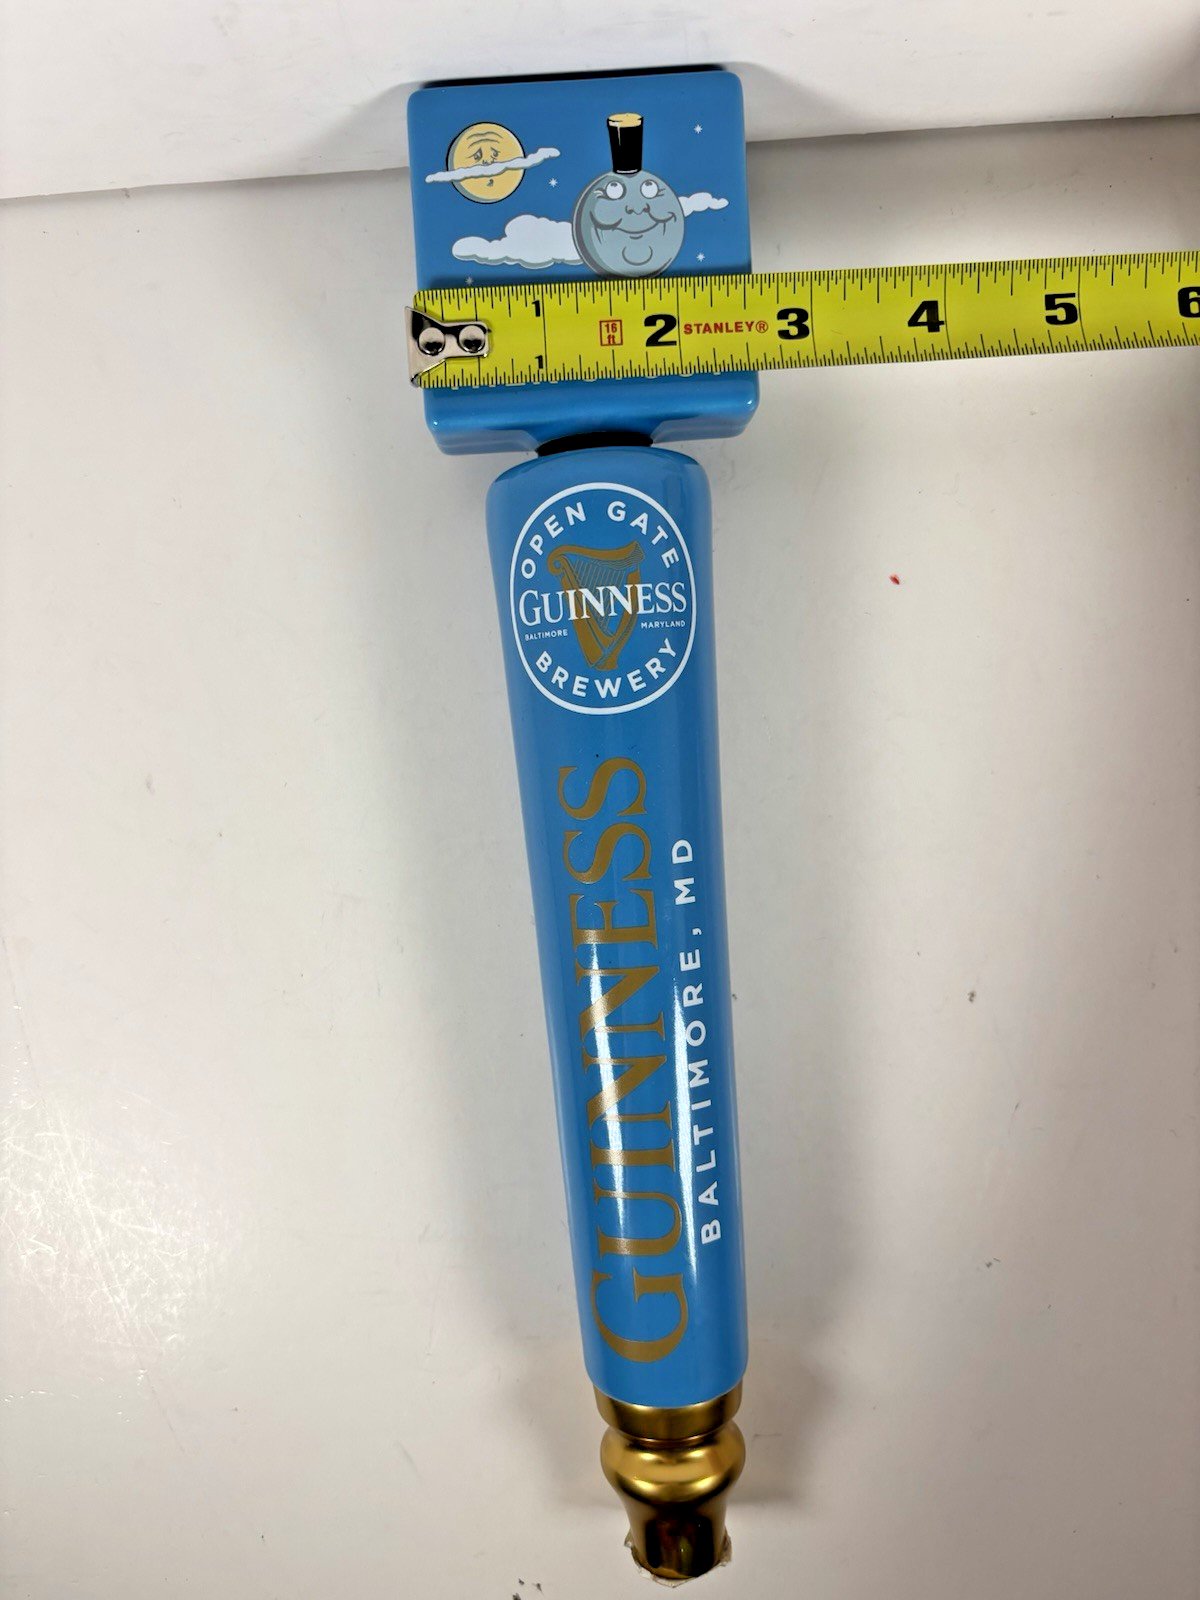 1 2 3 4 5 6
16 ft
STANLEY®
1
OPEN GATE
GUINNESS
BALTIMORE MARYLAND
BREWERY
GUINNESS
BALTIMORE, MD